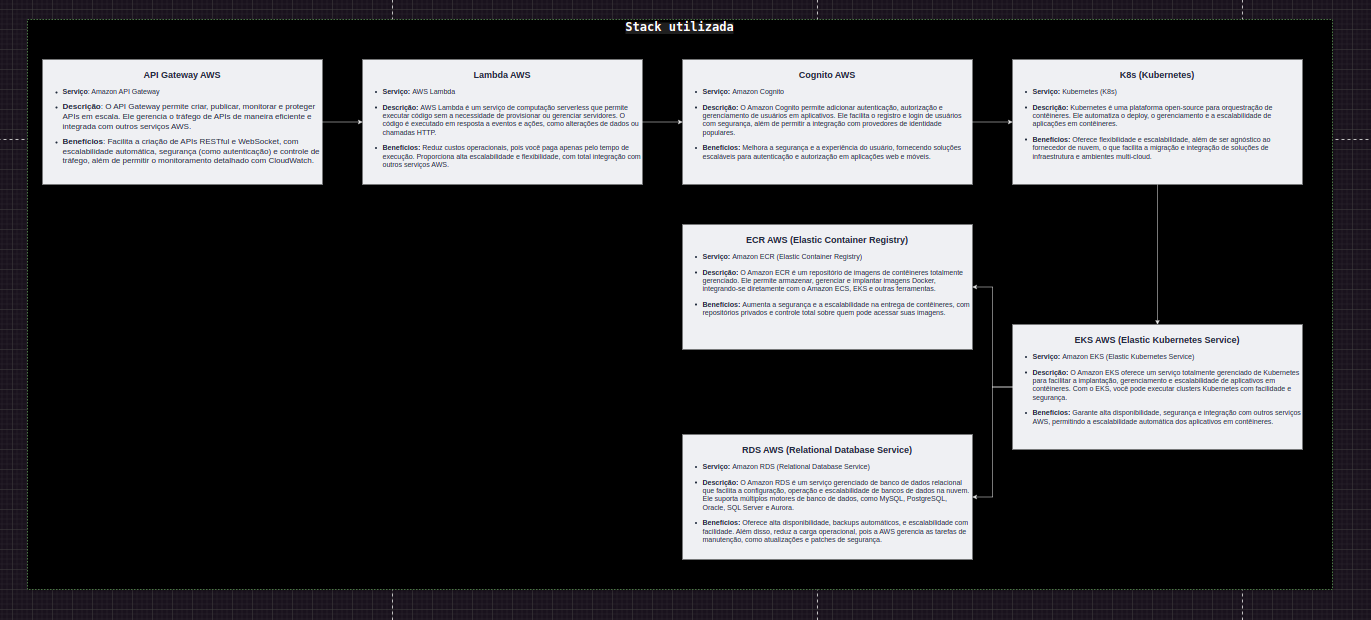 Stack utilizada
API Gateway AWS
• Serviço: Amazon API Gateway
• Descrição: O API Gateway permite criar, publicar, monitorar e proteger
APIs em escala. Ele gerencia o tráfego de APIs de maneira eficiente e
integrada com outros serviços AWS.
• Benefícios: Facilita a criação de APIs RESTful e WebSocket, com
escalabilidade automática, segurança (como autenticação) e controle de
tráfego, além de permitir o monitoramento detalhado com CloudWatch.
Lambda AWS
• Serviço: AWS Lambda
• Descrição: AWS Lambda é um serviço de computação serverless que permite
executar código sem a necessidade de provisionar ou gerenciar servidores. O
código é executado em resposta a eventos e ações, como alterações de dados ou
chamadas HTTP.
• Benefícios: Reduz custos operacionais, pois você paga apenas pelo tempo de
execução. Proporciona alta escalabilidade e flexibilidade, com total integração com
outros serviços AWS.
Cognito AWS
• Serviço: Amazon Cognito
• Descrição: O Amazon Cognito permite adicionar autenticação, autorização e
gerenciamento de usuários em aplicativos. Ele facilita o registro e login de usuários
com segurança, além de permitir a integração com provedores de identidade
populares.
• Benefícios: Melhora a segurança e a experiência do usuário, fornecendo soluções
escaláveis para autenticação e autorização em aplicações web e móveis.
K8s (Kubernetes)
• Serviço: Kubernetes (K8s)
• Descrição: Kubernetes é uma plataforma open-source para orquestração de
contêineres. Ele automatiza o deploy, o gerenciamento e a escalabilidade de
aplicações em contêineres.
• Benefícios: Oferece flexibilidade e escalabilidade, além de ser agnóstico ao
fornecedor de nuvem, o que facilita a migração e integração de soluções de
infraestrutura e ambientes multi-cloud.
ECR AWS (Elastic Container Registry)
• Serviço: Amazon ECR (Elastic Container Registry)
• Descrição: O Amazon ECR é um repositório de imagens de contêineres totalmente
gerenciado. Ele permite armazenar, gerenciar e implantar imagens Docker,
integrando-se diretamente com o Amazon ECS, EKS e outras ferramentas.
• Benefícios: Aumenta a segurança e a escalabilidade na entrega de contêineres, com
repositórios privados e controle total sobre quem pode acessar suas imagens.
EKS AWS (Elastic Kubernetes Service)
• Serviço: Amazon EKS (Elastic Kubernetes Service)
• Descrição: O Amazon EKS oferece um serviço totalmente gerenciado de Kubernetes
para facilitar a implantação, gerenciamento e escalabilidade de aplicativos em
contêineres. Com o EKS, você pode executar clusters Kubernetes com facilidade e
segurança.
• Benefícios: Garante alta disponibilidade, segurança e integração com outros serviços
AWS, permitindo a escalabilidade automática dos aplicativos em contêineres.
RDS AWS (Relational Database Service)
• Serviço: Amazon RDS (Relational Database Service)
• Descrição: O Amazon RDS é um serviço gerenciado de banco de dados relacional
que facilita a configuração, operação e escalabilidade de bancos de dados na nuvem.
Ele suporta múltiplos motores de banco de dados, como MySQL, PostgreSQL,
Oracle, SQL Server e Aurora.
• Benefícios: Oferece alta disponibilidade, backups automáticos, e escalabilidade com
facilidade. Além disso, reduz a carga operacional, pois a AWS gerencia as tarefas de
manutenção, como atualizações e patches de segurança.